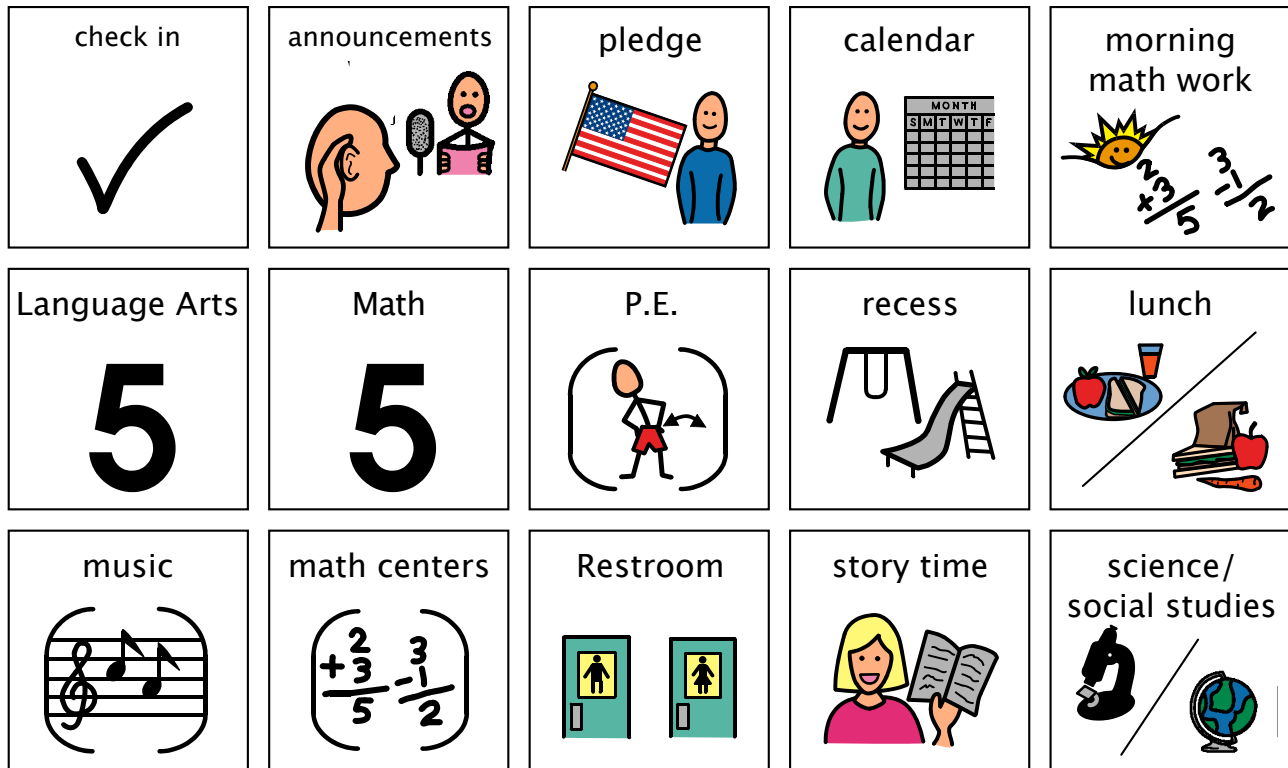 check in
announcements
pledge
calendar
morning
math work
MONTH
S M T W T F
2
+3
5
3
-1
2
Language Arts
5
Math
5
P.E.
recess
lunch
music
math centers
2
+3
5
3
-1
2
Restroom
story time
science/
social studies